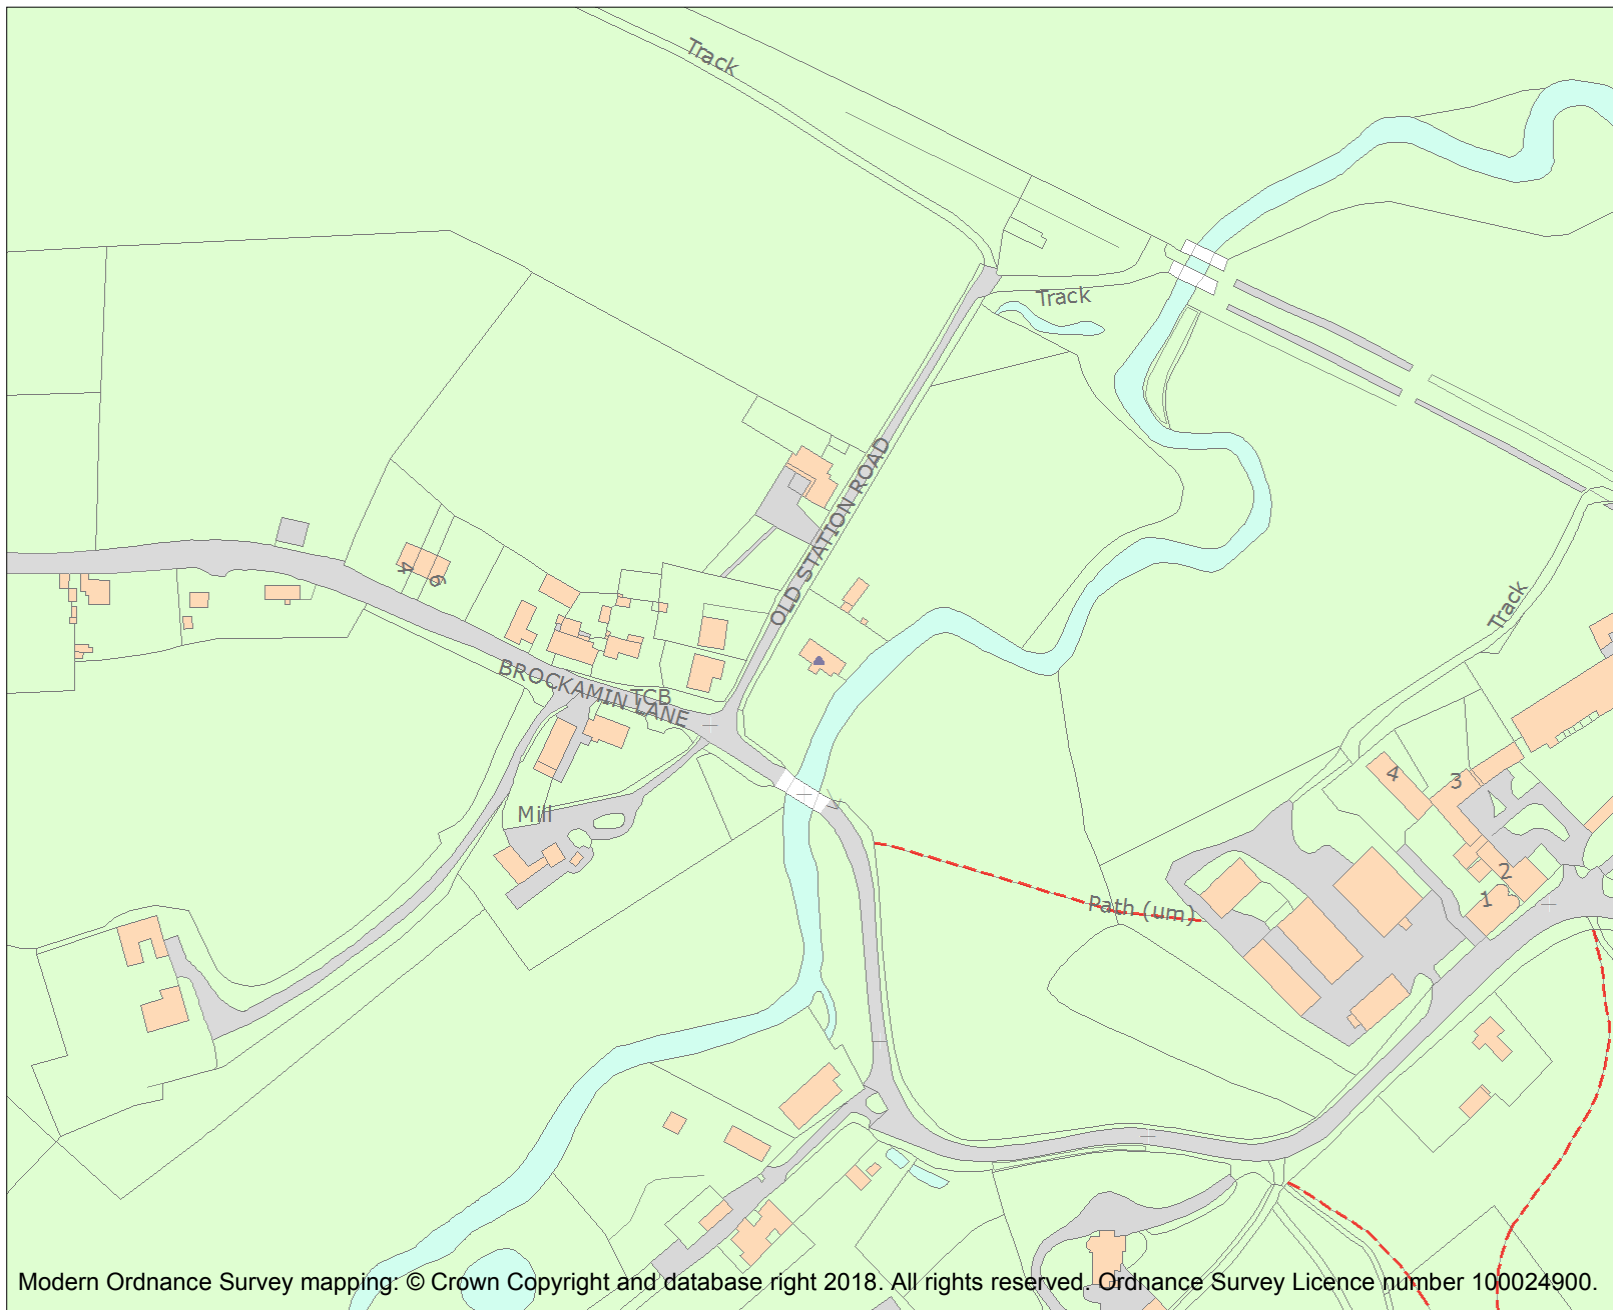 Track
Track
OLD STATION ROAD
4
6
Track
BROCKAMIN LANE
TCB
4
3
Mill
2
1
Path (um)
Modern Ordnance Survey mapping: © Crown Copyright and database right 2018. All rights reserved. Ordnance Survey Licence number 100024900.